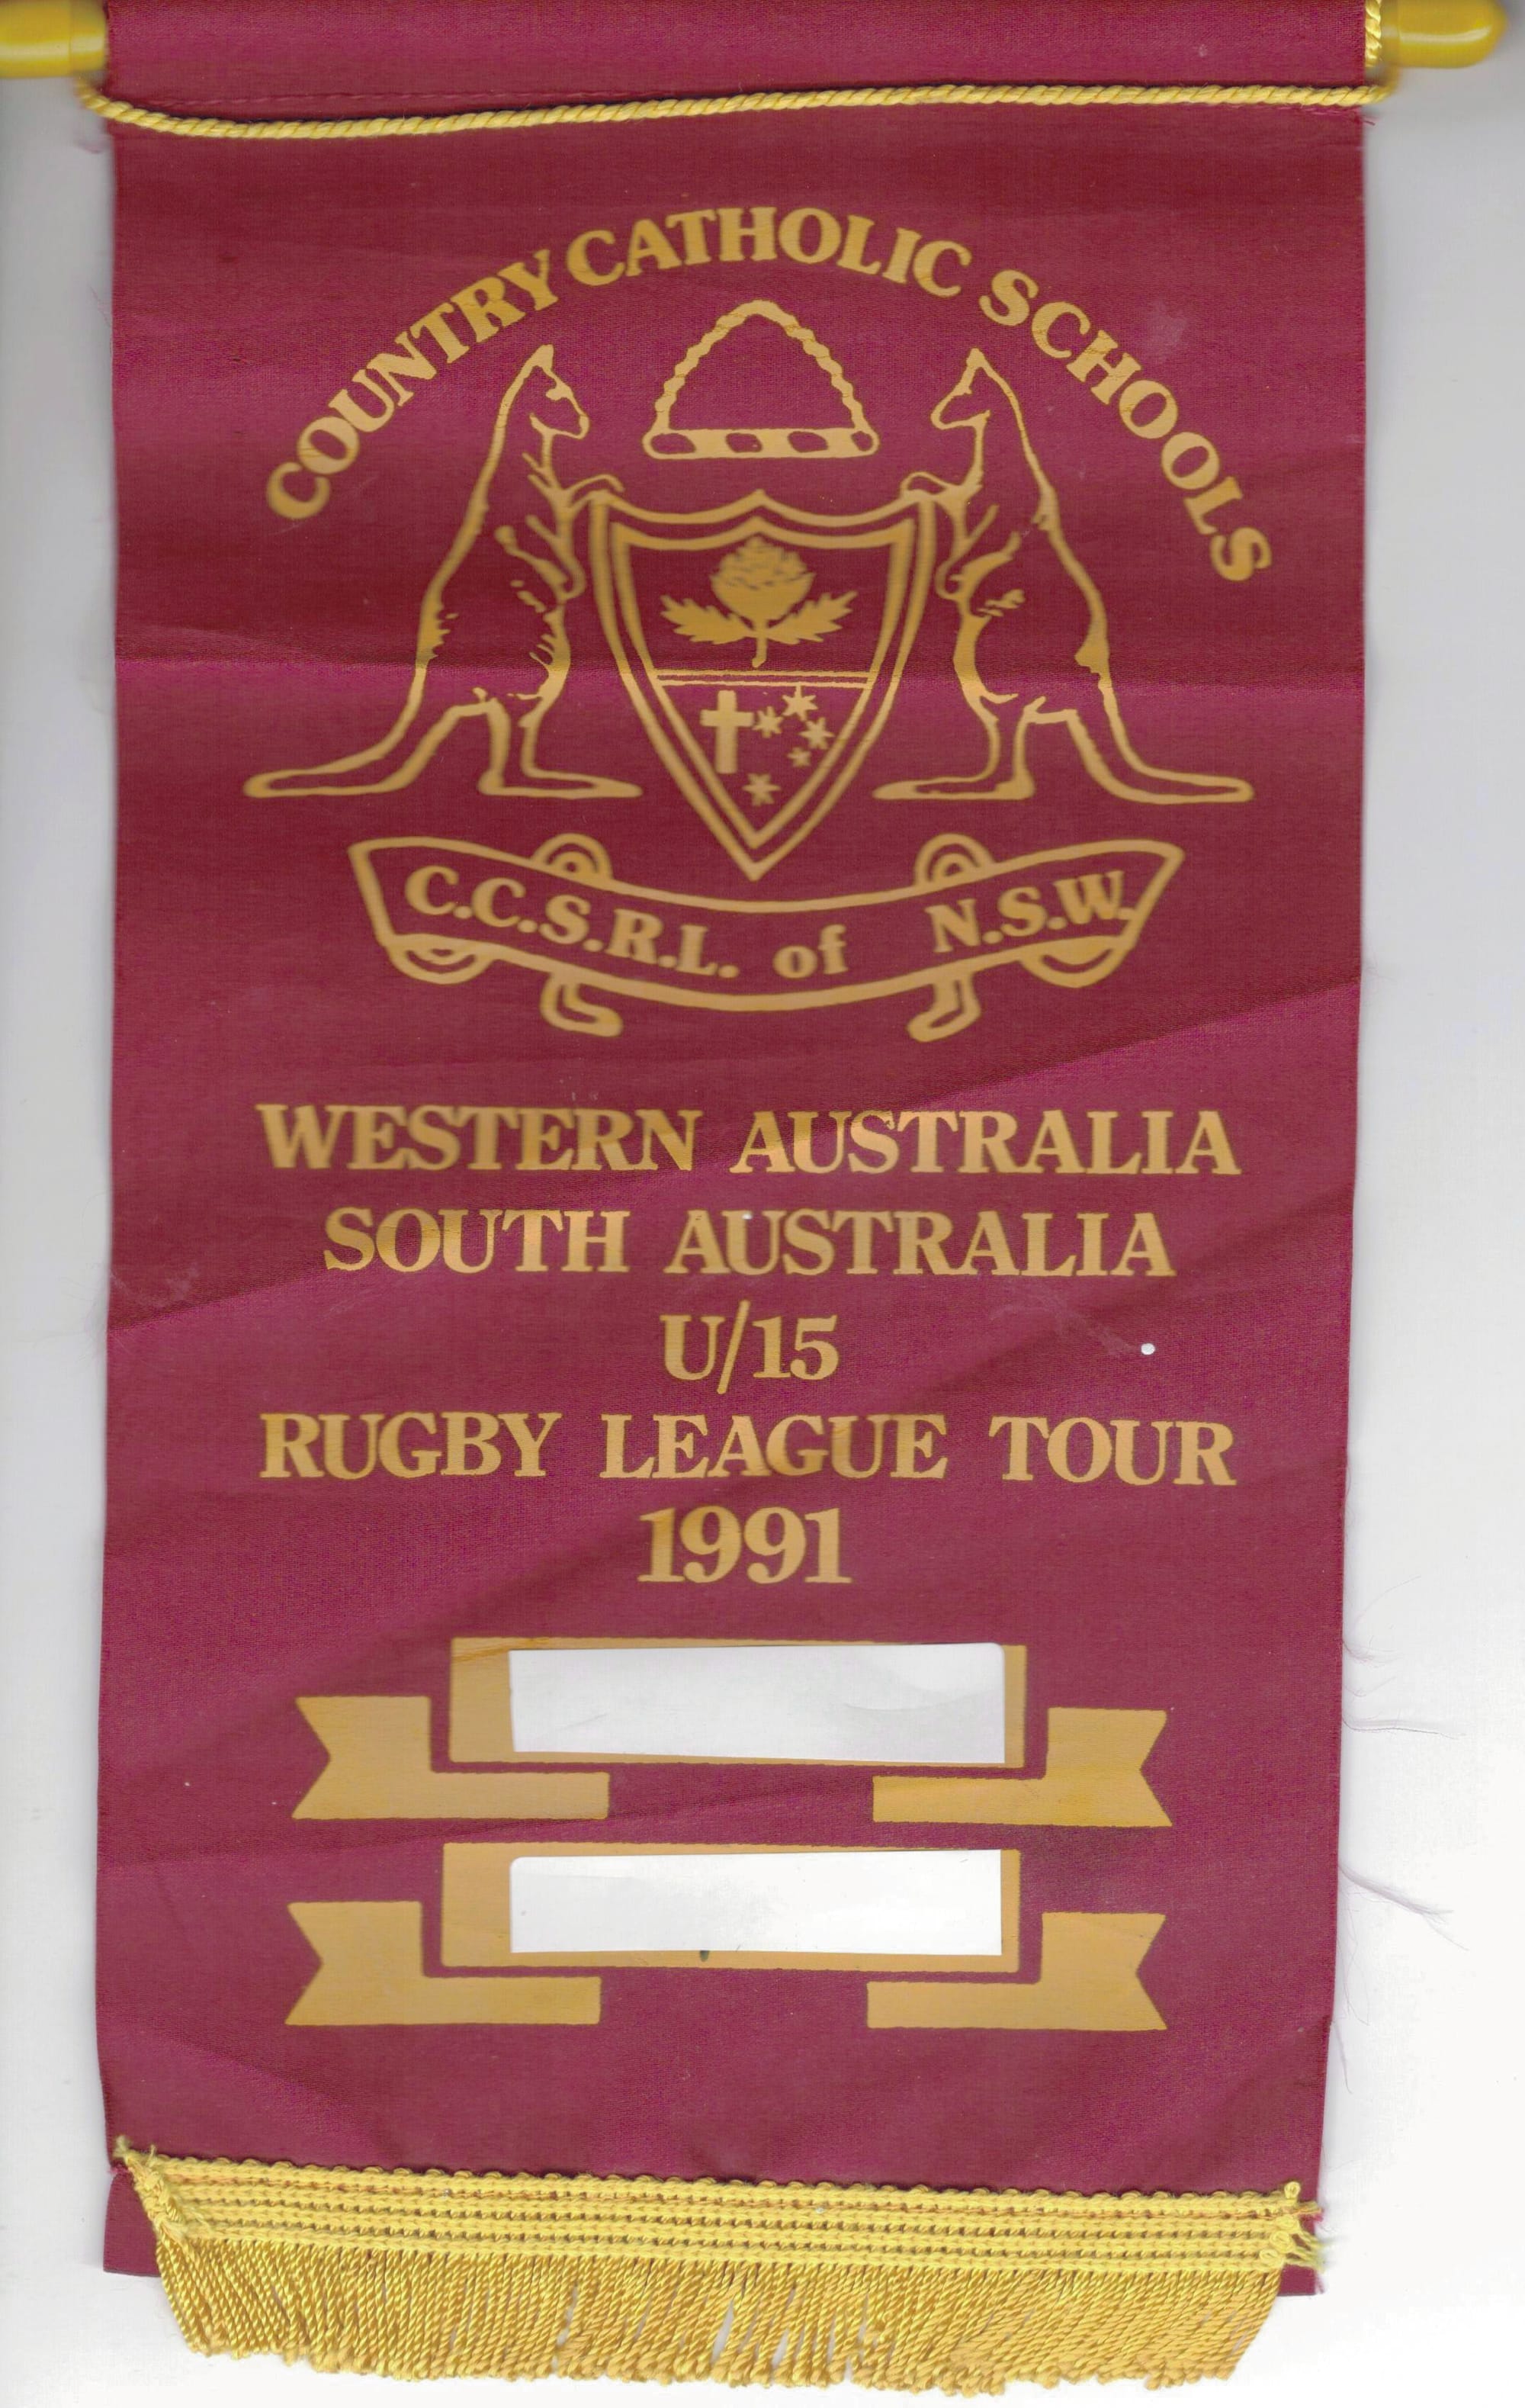 COUNTRY CATHOLIC SCHOOLS
C.C.S.R.L. of N.S.W.
WESTERN AUSTRALIA
SOUTH AUSTRALIA
U/15
RUGBY LEAGUE TOUR
1991